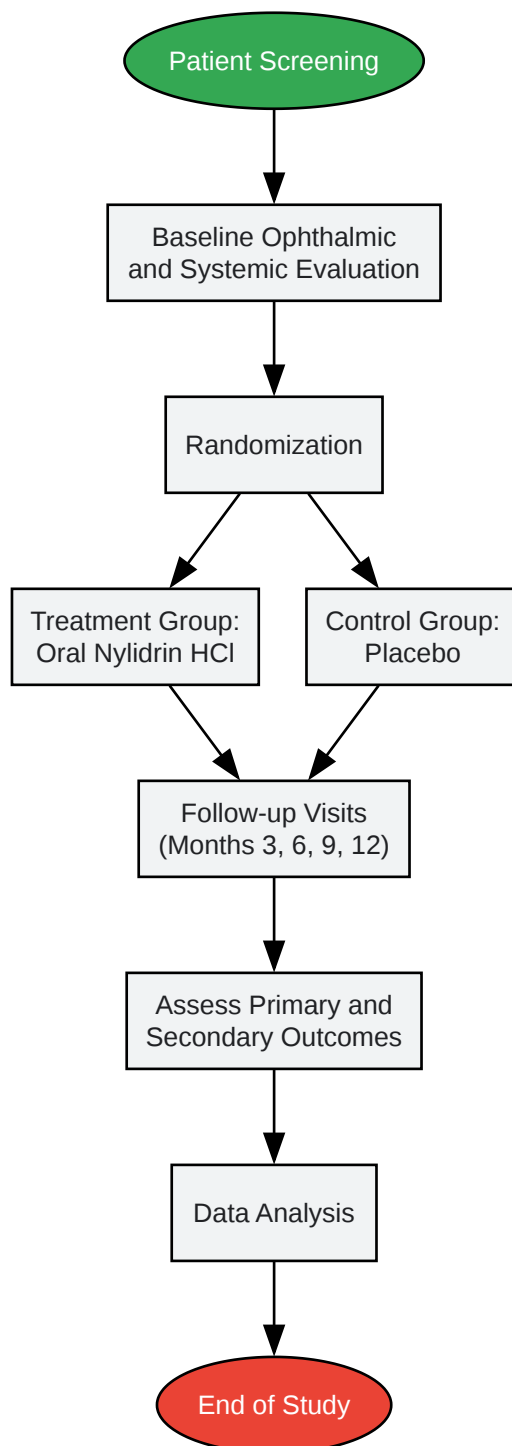 Patient Screening
Baseline Ophthalmic
and Systemic Evaluation
Randomization
Treatment Group:
Oral Nylidrin HCl
Control Group:
Placebo
Follow-up Visits
(Months 3, 6, 9, 12)
Assess Primary and
Secondary Outcomes
Data Analysis
End of Study